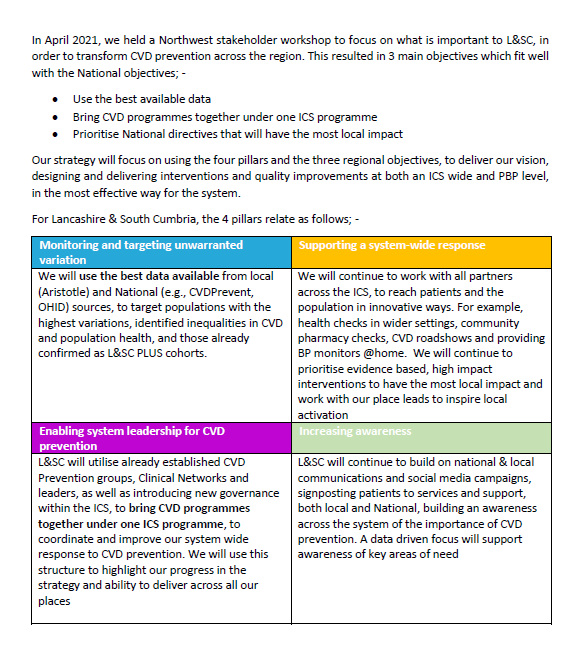 In April 2021, we held a Northwest stakeholder workshop to focus on what is important to L&SC, in
order to transform CVD prevention across the region. This resulted in 3 main objectives which fit well
with the National objectives; -
• Use the best available data
• Bring CVD programmes together under one ICS programme
• Prioritise National directives that will have the most local impact
Our strategy will focus on using the four pillars and the three regional objectives, to deliver our vision,
designing and delivering interventions and quality improvements at both an ICS wide and PBP level,
in the most effective way for the system.
For Lancashire & South Cumbria, the 4 pillars relate as follows; -
Monitoring and targeting unwarranted
variation
We will use the best data available from local
(Aristotle) and National (e.g., CVDPrevent,
OHID) sources, to target populations with the
highest variations, identified inequalities in CVD
and population health, and those already
confirmed as L&SC PLUS cohorts.
Supporting a system-wide response
We will continue to work with all partners
across the ICS, to reach patients and the
population in innovative ways. For example,
health checks in wider settings, community
pharmacy checks, CVD roadshows and providing
BP monitors @home.  We will continue to
prioritise evidence based, high impact
interventions to have the most local impact and
work with our place leads to inspire local
activation
Enabling system leadership for CVD
prevention
L&SC will utilise already established CVD
Prevention groups, Clinical Networks and
leaders, as well as introducing new governance
within the ICS, to bring CVD programmes
together under one ICS programme, to
coordinate and improve our system wide
response to CVD prevention. We will use this
structure to highlight our progress in the
strategy and ability to deliver across all our
places
Increasing awareness
L&SC will continue to build on national & local
communications and social media campaigns,
signposting patients to services and support,
both local and National, building an awareness
across the system of the importance of CVD
prevention. A data driven focus will support
awareness of key areas of need